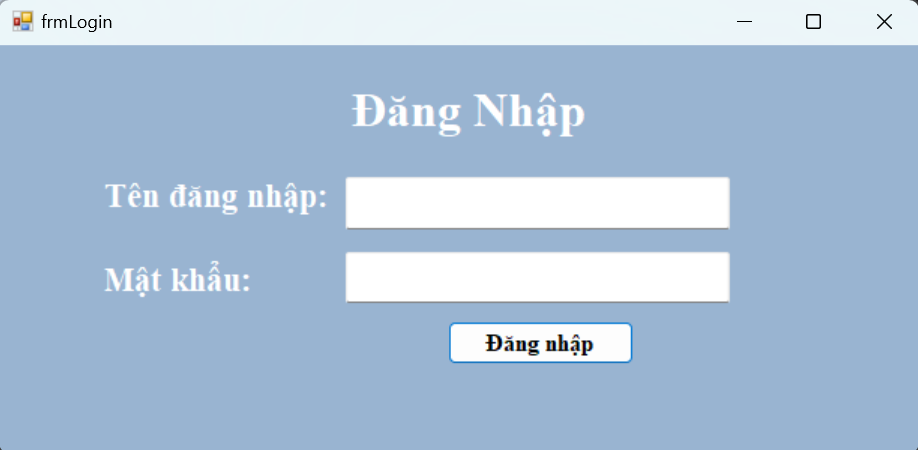 frmLogin
Đăng Nhập
Tên đăng nhập:
Mật khẩu:
Đăng nhập